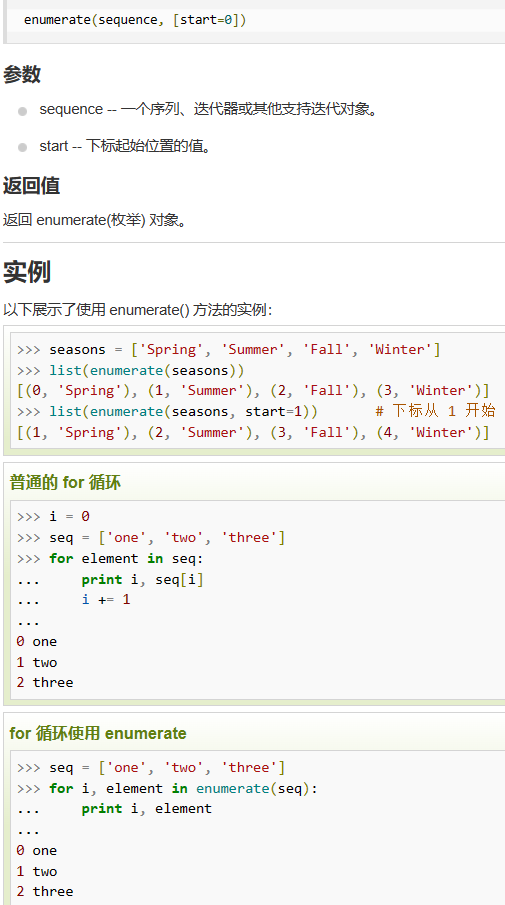 enumerate(sequence, [start=0])
参数
sequence -- 一个序列、迭代器或其他支持迭代对象。
start -- 下标起始位置的值。
返回值
返回 enumerate(枚举) 对象。
实例
以下展示了使用 enumerate() 方法的实例：
>>> seasons = ['Spring', 'Summer', 'Fall', 'Winter']
>>> list(enumerate(seasons))
[(0, 'Spring'), (1, 'Summer'), (2, 'Fall'), (3, 'Winter')]
>>> list(enumerate(seasons, start=1))       # 下标从 1 开始
[(1, 'Spring'), (2, 'Summer'), (3, 'Fall'), (4, 'Winter')]
普通的 for 循环
>>> i = 0
>>> seq = ['one', 'two', 'three']
>>> for element in seq:
...     print i, seq[i]
...     i += 1
...
0 one
1 two
2 three
for 循环使用 enumerate
>>> seq = ['one', 'two', 'three']
>>> for i, element in enumerate(seq):
...     print i, element
...
0 one
1 two
2 three